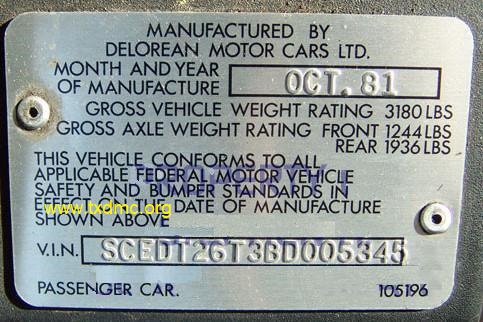 MANUFACTURED BY
DELOREAN MOTOR CARS LTD.
MONTH AND YEAR
OF MANUFACTURE OCT. 81
GROSS VEHICLE WEIGHT RATING 3180 LBS
GROSS AXLE WEIGHT RATING FRONT 1244 LBS
REAR 1936 LBS
THIS VEHICLE CONFORMS TO ALL
APPLICABLE FEDERAL MOTOR VEHICLE
SAFETY AND BUMPER STANDARDS IN
www.txdmc.org DATE OF MANUFACTURE
SHOWN ABOVE
V.I.N. SCEDT26T3BD005345
PASSENGER CAR. 105196